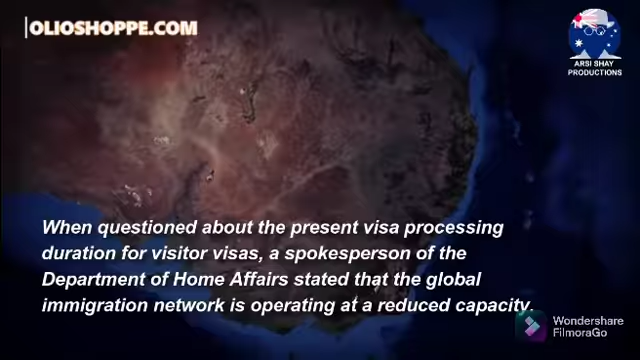 |OLIOSHOPPE.COM
ARSI SHAY
PRODUCTIONS
When questioned about the present visa processing
duration for visitor visas, a spokesperson of the
Department of Home Affairs stated that the global
immigration network is operating at a reduced capacity.
Wondershare
FilmoraGo